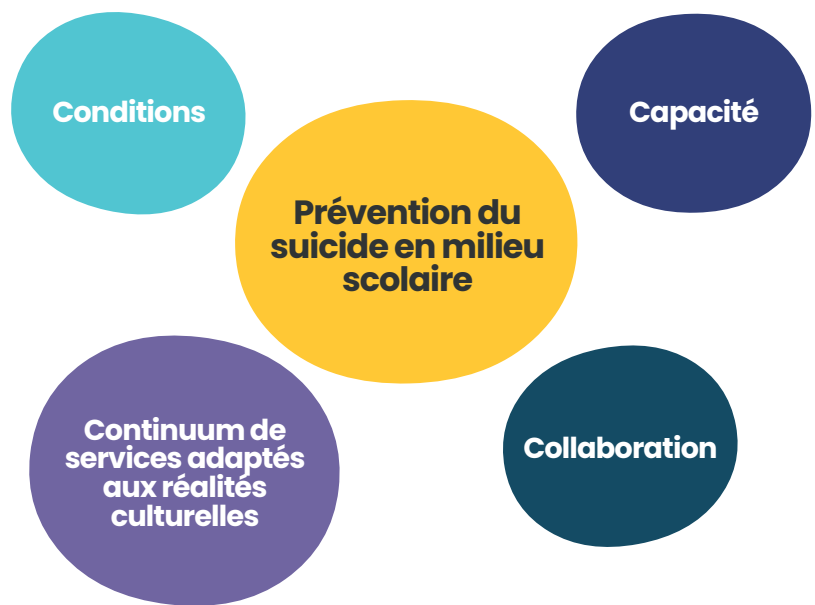 Conditions
Capacité
Prévention du
suicide en milieu
scolaire
Continuum de
services adaptés
aux réalités
culturelles
Collaboration